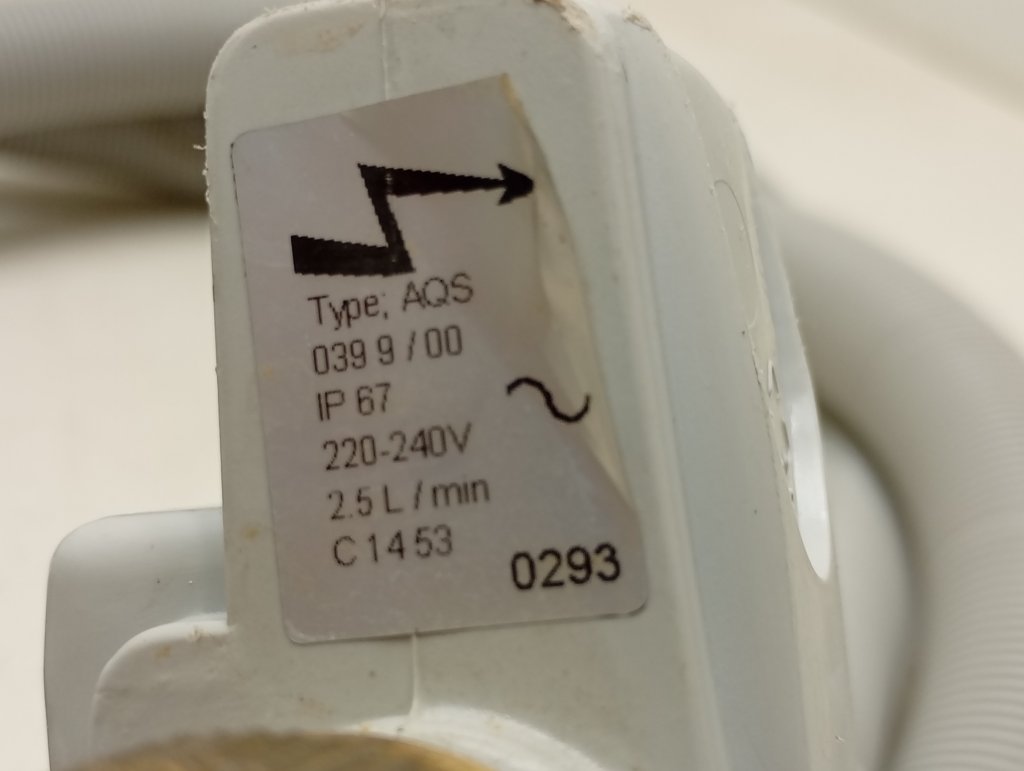 Type; AQS
039 9 / 00
IP 67
220-240V
2.5 L / min
C 14 53
0293